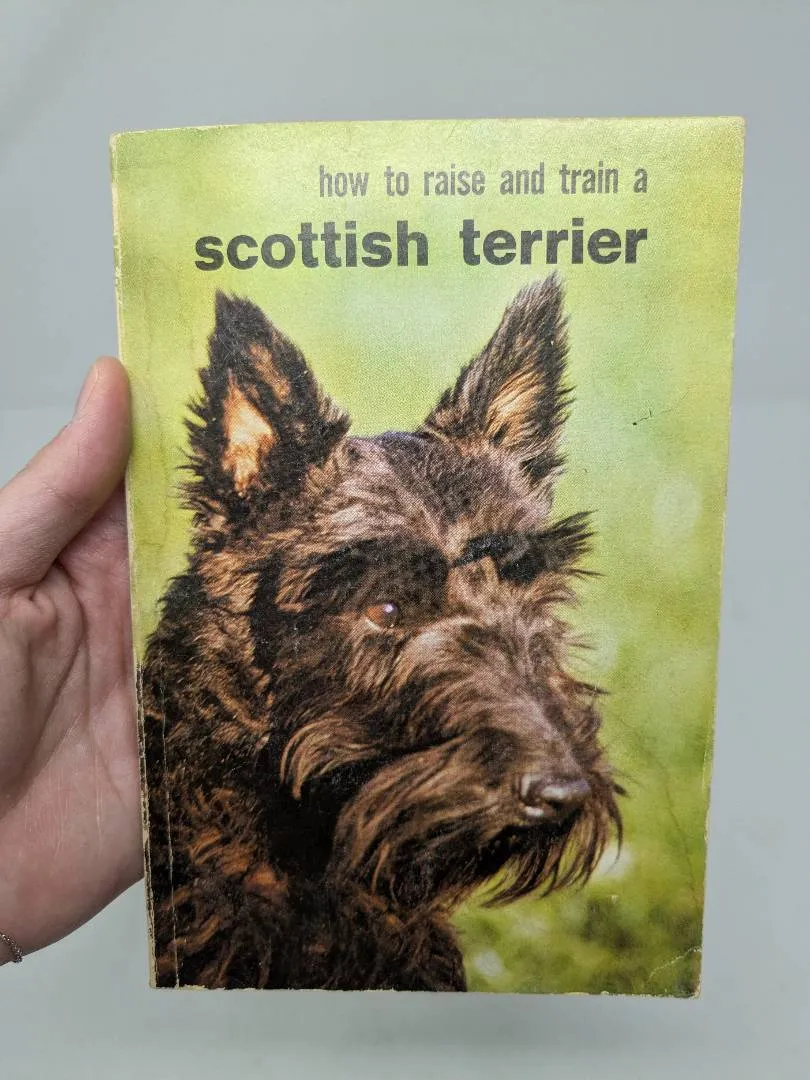 how to raise and train a
scottish terrier